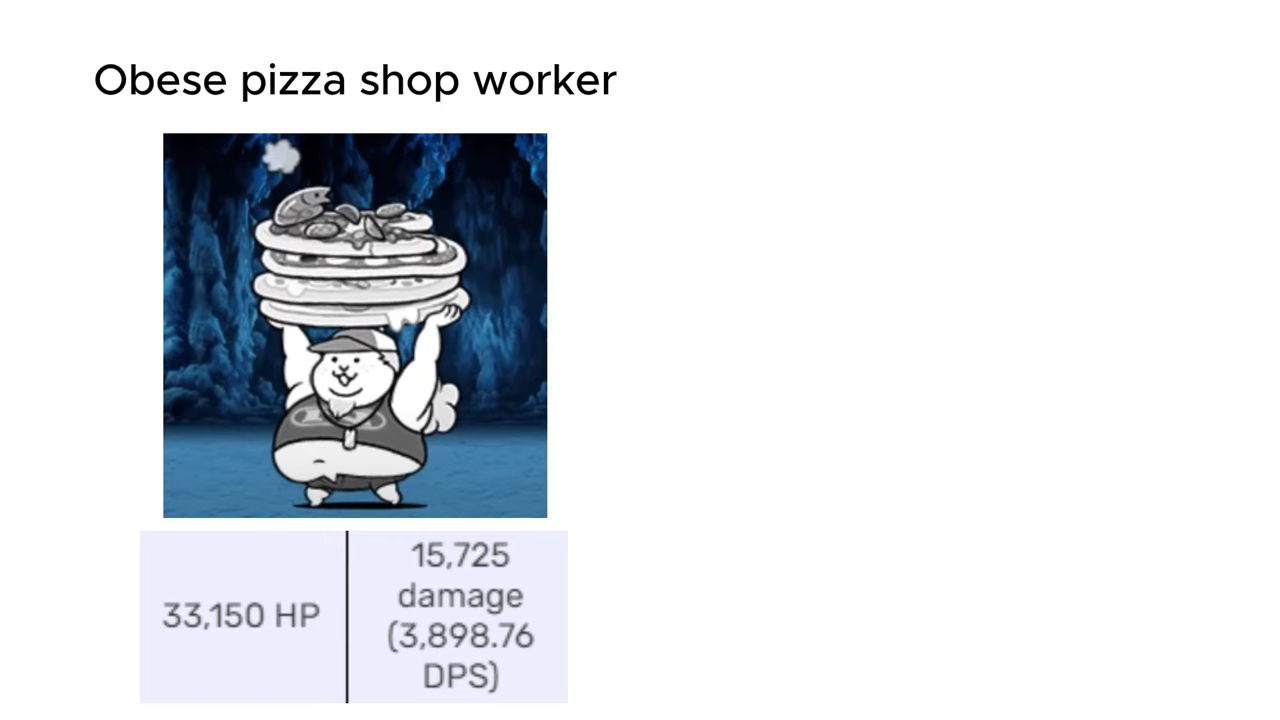 Obese pizza shop worker
33,150 HP
15,725
damage
(3,898.76
DPS)